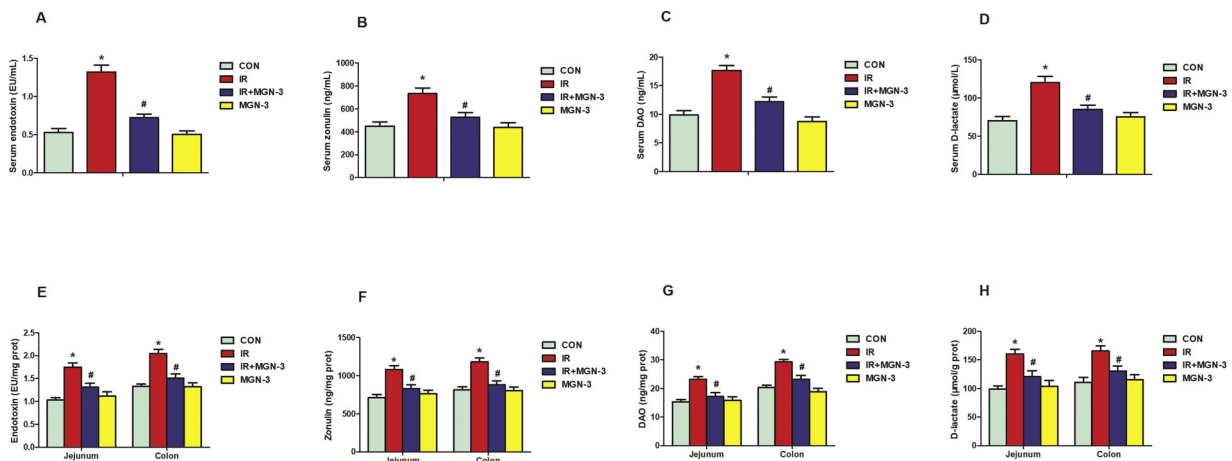 A
Serum endotoxin (EU/mL)
1.5
1.0
0.5
0.0
*
#
CON
IR
IR+MGN-3
MGN-3
B
Serum zonulin (ng/mL)
1000
800
600
400
200
0
*
#
CON
IR
IR+MGN-3
MGN-3
C
Serum DAO (ng/mL)
20
15
10
5
0
*
#
CON
IR
IR+MGN-3
MGN-3
D
Serum D-lactate (μmol/L)
150
100
50
0
*
#
CON
IR
IR+MGN-3
MGN-3
E
Endotoxin (EU/mg prot)
2.5
2.0
1.5
1.0
0.5
0.0
*
#
*
#
Jejunum
Colon
CON
IR
IR+MGN-3
MGN-3
F
Zonulin (ng/mg prot)
1500
1000
500
0
*
#
*
#
Jejunum
Colon
CON
IR
IR+MGN-3
MGN-3
G
DAO (ng/mg prot)
40
30
20
10
0
*
#
*
#
Jejunum
Colon
CON
IR
IR+MGN-3
MGN-3
H
D-lactate (μmol/g prot)
200
150
100
50
0
*
#
*
#
Jejunum
Colon
CON
IR
IR+MGN-3
MGN-3